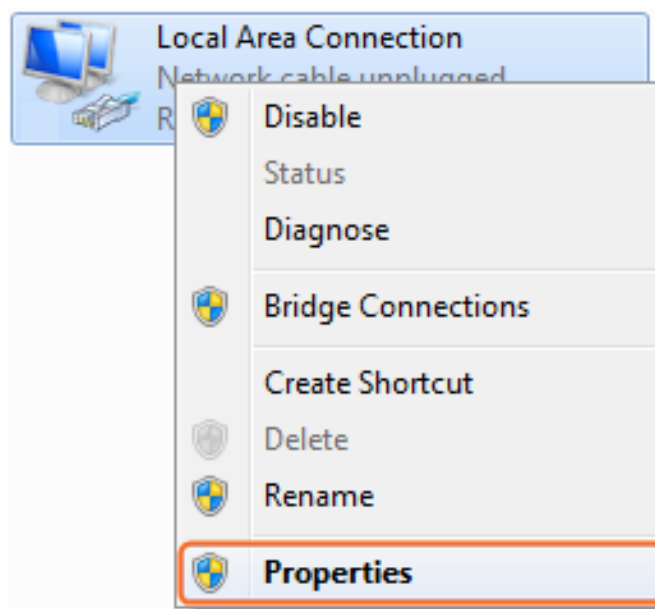 Local Area Connection
Network cable unplugged
R
Disable
Status
Diagnose
Bridge Connections
Create Shortcut
Delete
Rename
Properties